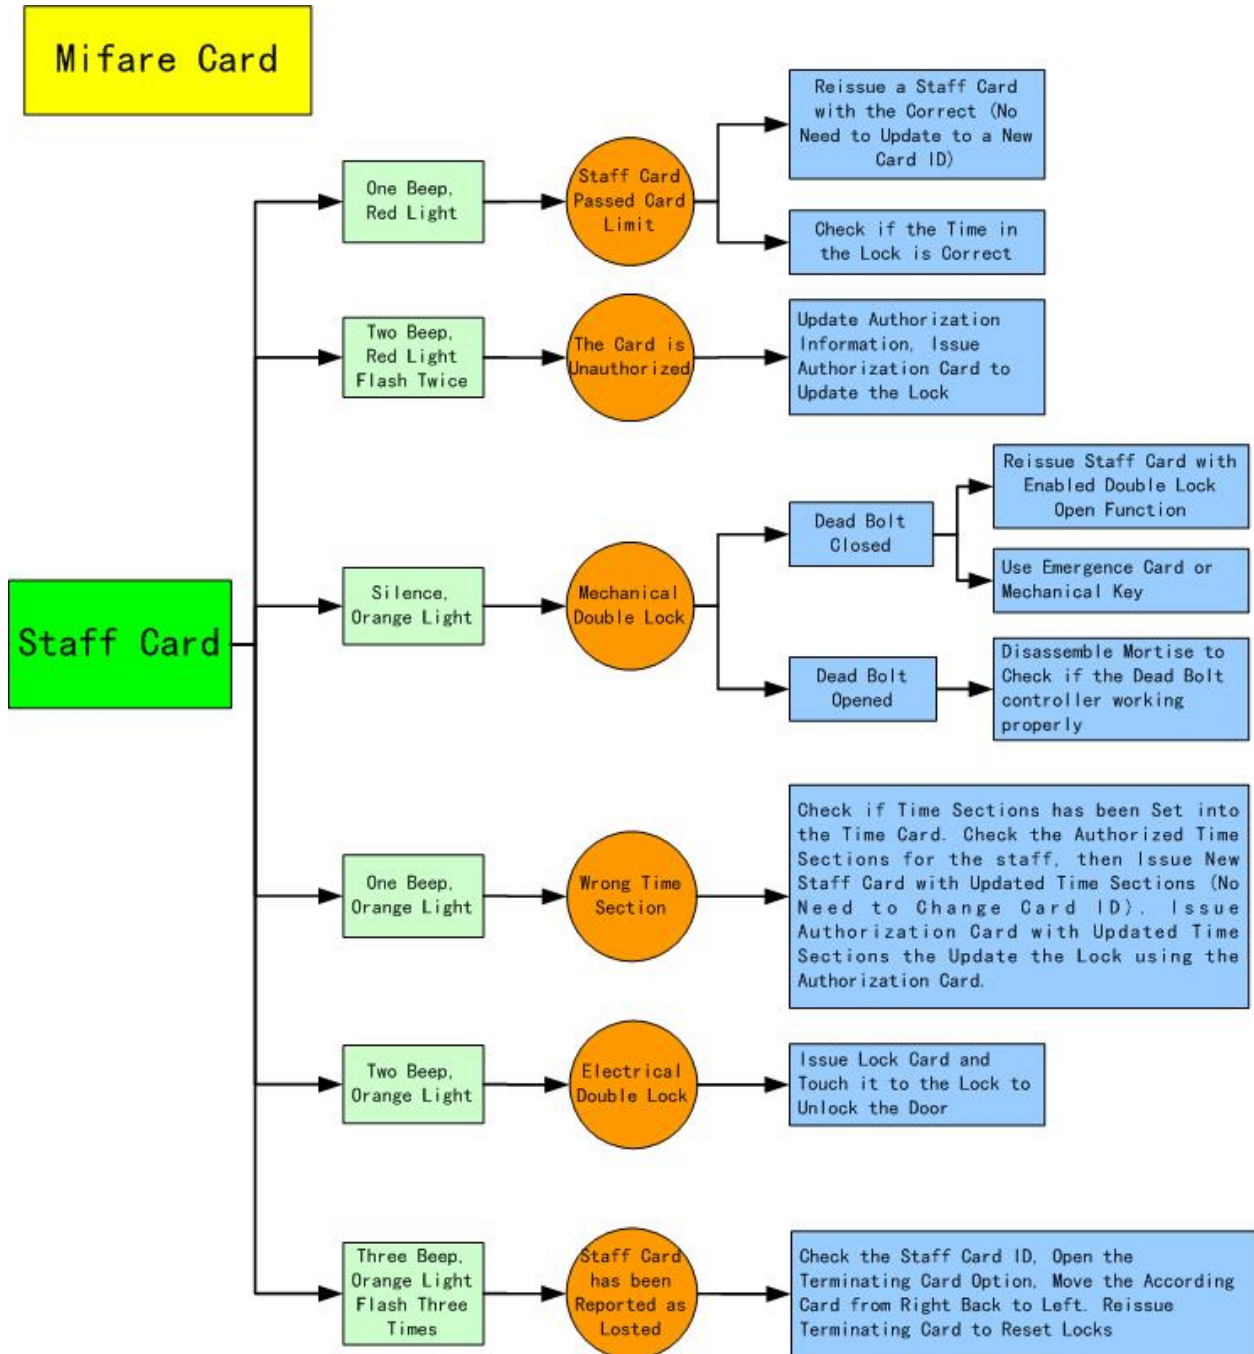 Mifare Card
Staff Card
One Beep,
Red Light
Staff Card
Passed Card
Limit
Reissue a Staff Card
with the Correct (No
Need to Update to a New
Card ID)
Check if the Time in
the Lock is Correct
Two Beep,
Red Light
Flash Twice
The Card is
Unauthorized
Update Authorization
Information, Issue
Authorization Card to
Update the Lock
Silence,
Orange Light
Mechanical
Double Lock
Dead Bolt
Closed
Reissue Staff Card with
Enabled Double Lock
Open Function
Use Emergence Card or
Mechanical Key
Dead Bolt
Opened
Disassemble Mortise to
Check if the Dead Bolt
controller working
properly
One Beep,
Orange Light
Wrong Time
Section
Check if Time Sections has been Set into
the Time Card. Check the Authorized Time
Sections for the staff, then Issue New
Staff Card with Updated Time Sections (No
Need to Change Card ID). Issue
Authorization Card with Updated Time
Sections the Update the Lock using the
Authorization Card.
Two Beep,
Orange Light
Electrical
Double Lock
Issue Lock Card and
Touch it to the Lock to
Unlock the Door
Three Beep,
Orange Light
Flash Three
Times
Staff Card
has been
Reported as
Losted
Check the Staff Card ID, Open the
Terminating Card Option, Move the According
Card from Right Back to Left. Reissue
Terminating Card to Reset Locks